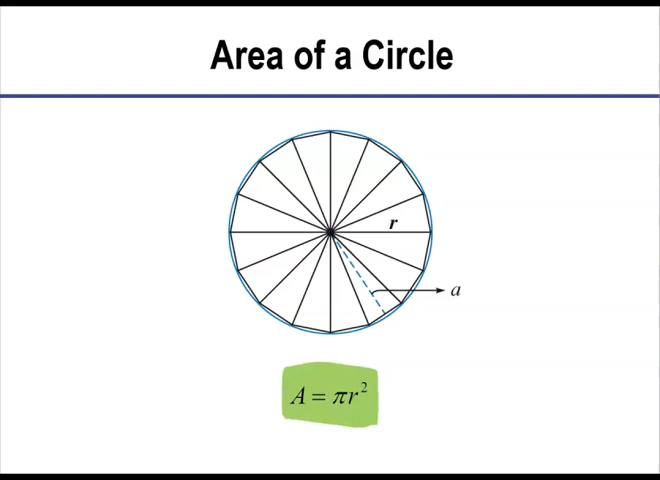 Area of a Circle
r
a
A = πr²